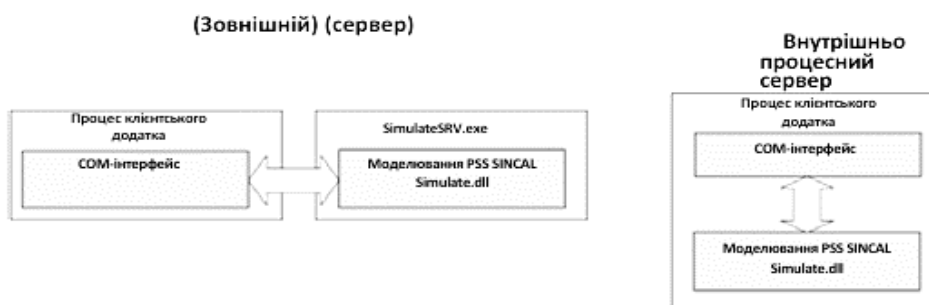 (Зовнішній) (сервер)
Процес клієнтського
додатка
COM-інтерфейс
SimulateSRV.exe
Моделювання PSS SINCAL
Simulate.dll
Внутрішньо
процесний
сервер
Процес клієнтського
додатка
COM-інтерфейс
Моделювання PSS SINCAL
Simulate.dll